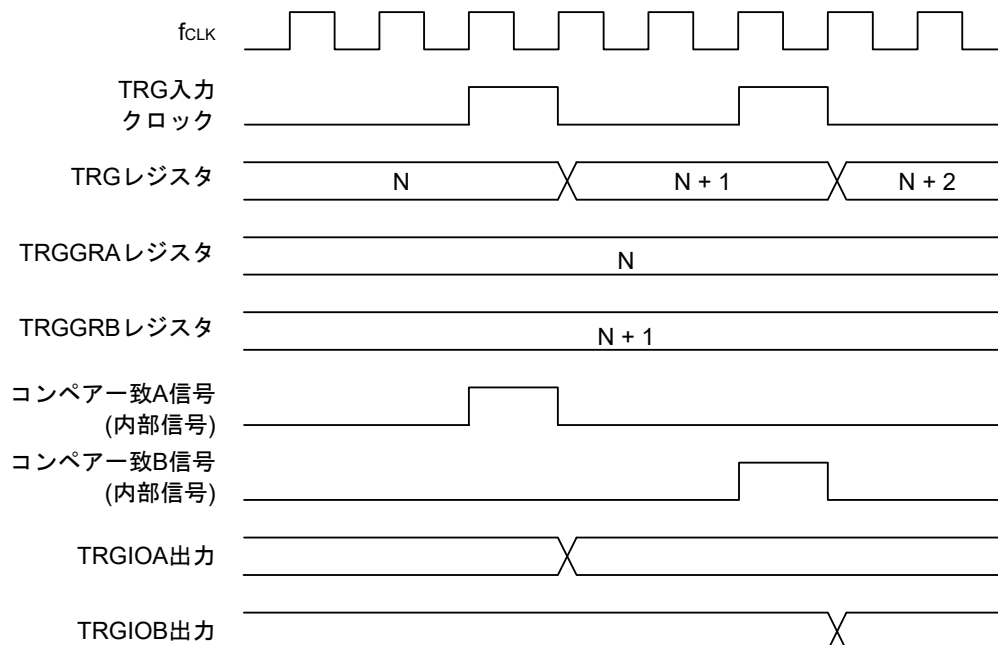 fCLK
TRG入力
クロック
TRGレジスタ
N
N + 1
N + 2
TRGGRAレジスタ
N
TRGGRBレジスタ
N + 1
コンペア一致A信号
(内部信号)
コンペア一致B信号
(内部信号)
TRGIOA出力
TRGIOB出力